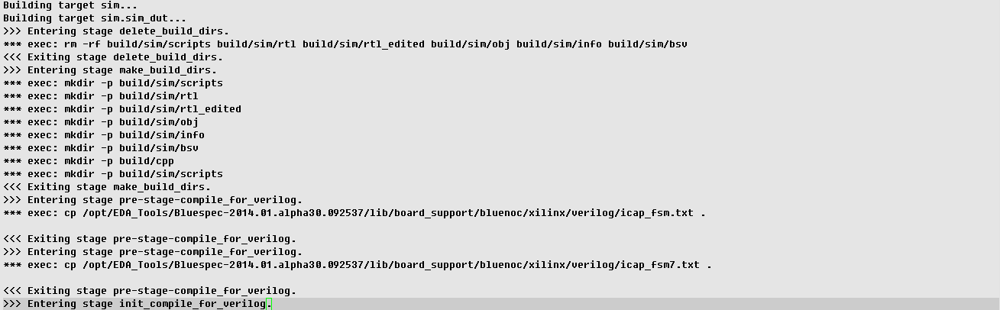 Building target sim...
Building target sim.sim_dut...
>>> Entering stage delete_build_dirs.
*** exec: rm -rf build/sim/scripts build/sim/rtl build/sim/rtl_edited build/sim/obj build/sim/info build/sim/bsv
<<< Exiting stage delete_build_dirs.
>>> Entering stage make_build_dirs.
*** exec: mkdir -p build/sim/scripts
*** exec: mkdir -p build/sim/rtl
*** exec: mkdir -p build/sim/rtl_edited
*** exec: mkdir -p build/sim/obj
*** exec: mkdir -p build/sim/info
*** exec: mkdir -p build/sim/bsv
*** exec: mkdir -p build/cpp
*** exec: mkdir -p build/sim/scripts
<<< Exiting stage make_build_dirs.
>>> Entering stage pre-stage-compile_for_verilog.
*** exec: cp /opt/EDA_Tools/Bluespec-2014.01.alpha30.092537/lib/board_support/bluenoc/xilinx/verilog/icap_fsm.txt .
<<< Exiting stage pre-stage-compile_for_verilog.
>>> Entering stage pre-stage-compile_for_verilog.
*** exec: cp /opt/EDA_Tools/Bluespec-2014.01.alpha30.092537/lib/board_support/bluenoc/xilinx/verilog/icap_fsm7.txt .
<<< Exiting stage pre-stage-compile_for_verilog.
>>> Entering stage init_compile_for_verilog.